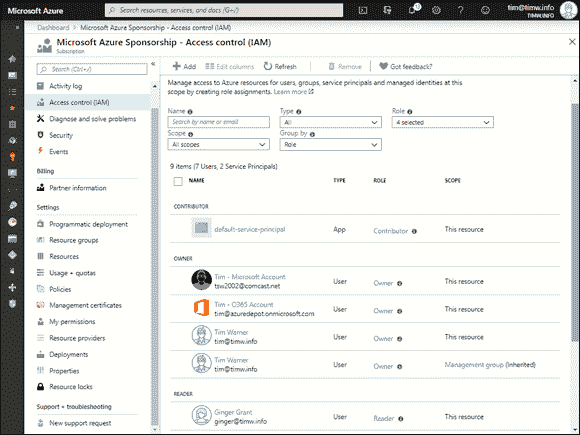 Microsoft Azure
Search resources, services, and docs (G+/)
tim@timw.info
TIMW.INFO
Dashboard > Microsoft Azure Sponsorship - Access control (IAM)
Microsoft Azure Sponsorship - Access control (IAM)
Subscription
Search (Ctrl+/)
Activity log
Access control (IAM)
Diagnose and solve problems
Security
Events
Billing
Partner information
Settings
Programmatic deployment
Resource groups
Resources
Usage + quotas
Policies
Management certificates
My permissions
Resource providers
Deployments
Properties
Resource locks
Support + troubleshooting
New support request
Add
Edit columns
Refresh
Remove
Got feedback?
Manage access to Azure resources for users, groups, service principals and managed identities at this
scope by creating role assignments. Learn more
Name
Type
Role
Search by name or email
All
4 selected
Scope
Group by
All scopes
Role
9 items (7 Users, 2 Service Principals)
NAME TYPE ROLE SCOPE
CONTRIBUTOR
default-service-principal App Contributor This resource
OWNER
Tim - Microsoft Account
tsw2002@comcast.net
User Owner This resource
Tim - O365 Account
tim@azuredepot.onmicrosoft.com
User Owner This resource
Tim Warner
tim@timw.info
User Owner This resource
Tim Warner
tim@timw.info
User Owner Management group (Inherited)
READER
Ginger Grant
ginger@timw.info
User Reader This resource